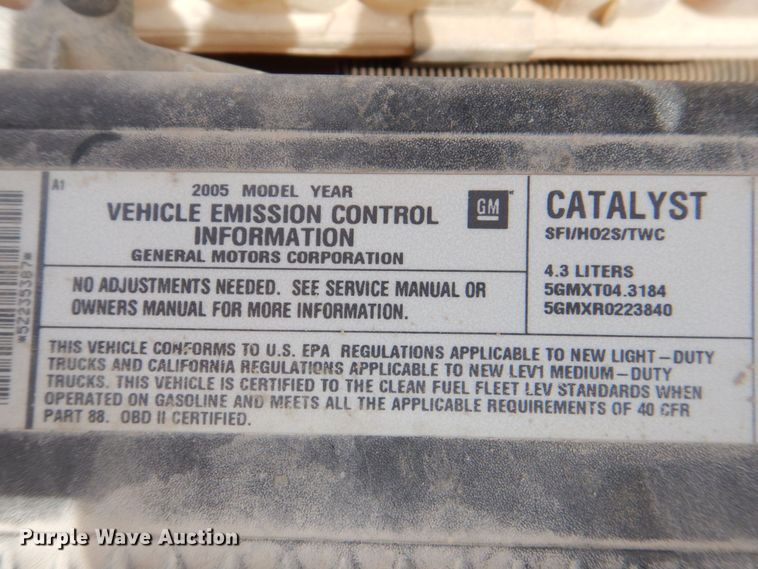 A1
2005 MODEL YEAR
VEHICLE EMISSION CONTROL
INFORMATION
GENERAL MOTORS CORPORATION
GM
CATALYST
SFI/HO2S/TWC
4.3 LITERS
5GMXT04.3184
5GMXR0223840
NO ADJUSTMENTS NEEDED. SEE SERVICE MANUAL OR
OWNERS MANUAL FOR MORE INFORMATION.
*52235387*
THIS VEHICLE CONFORMS TO U.S. EPA REGULATIONS APPLICABLE TO NEW LIGHT-DUTY
TRUCKS AND CALIFORNIA REGULATIONS APPLICABLE TO NEW LEV1 MEDIUM-DUTY
TRUCKS. THIS VEHICLE IS CERTIFIED TO THE CLEAN FUEL FLEET LEV STANDARDS WHEN
OPERATED ON GASOLINE AND MEETS ALL THE APPLICABLE REQUIREMENTS OF 40 CFR
PART 88. OBD II CERTIFIED.
Purple Wave Auction